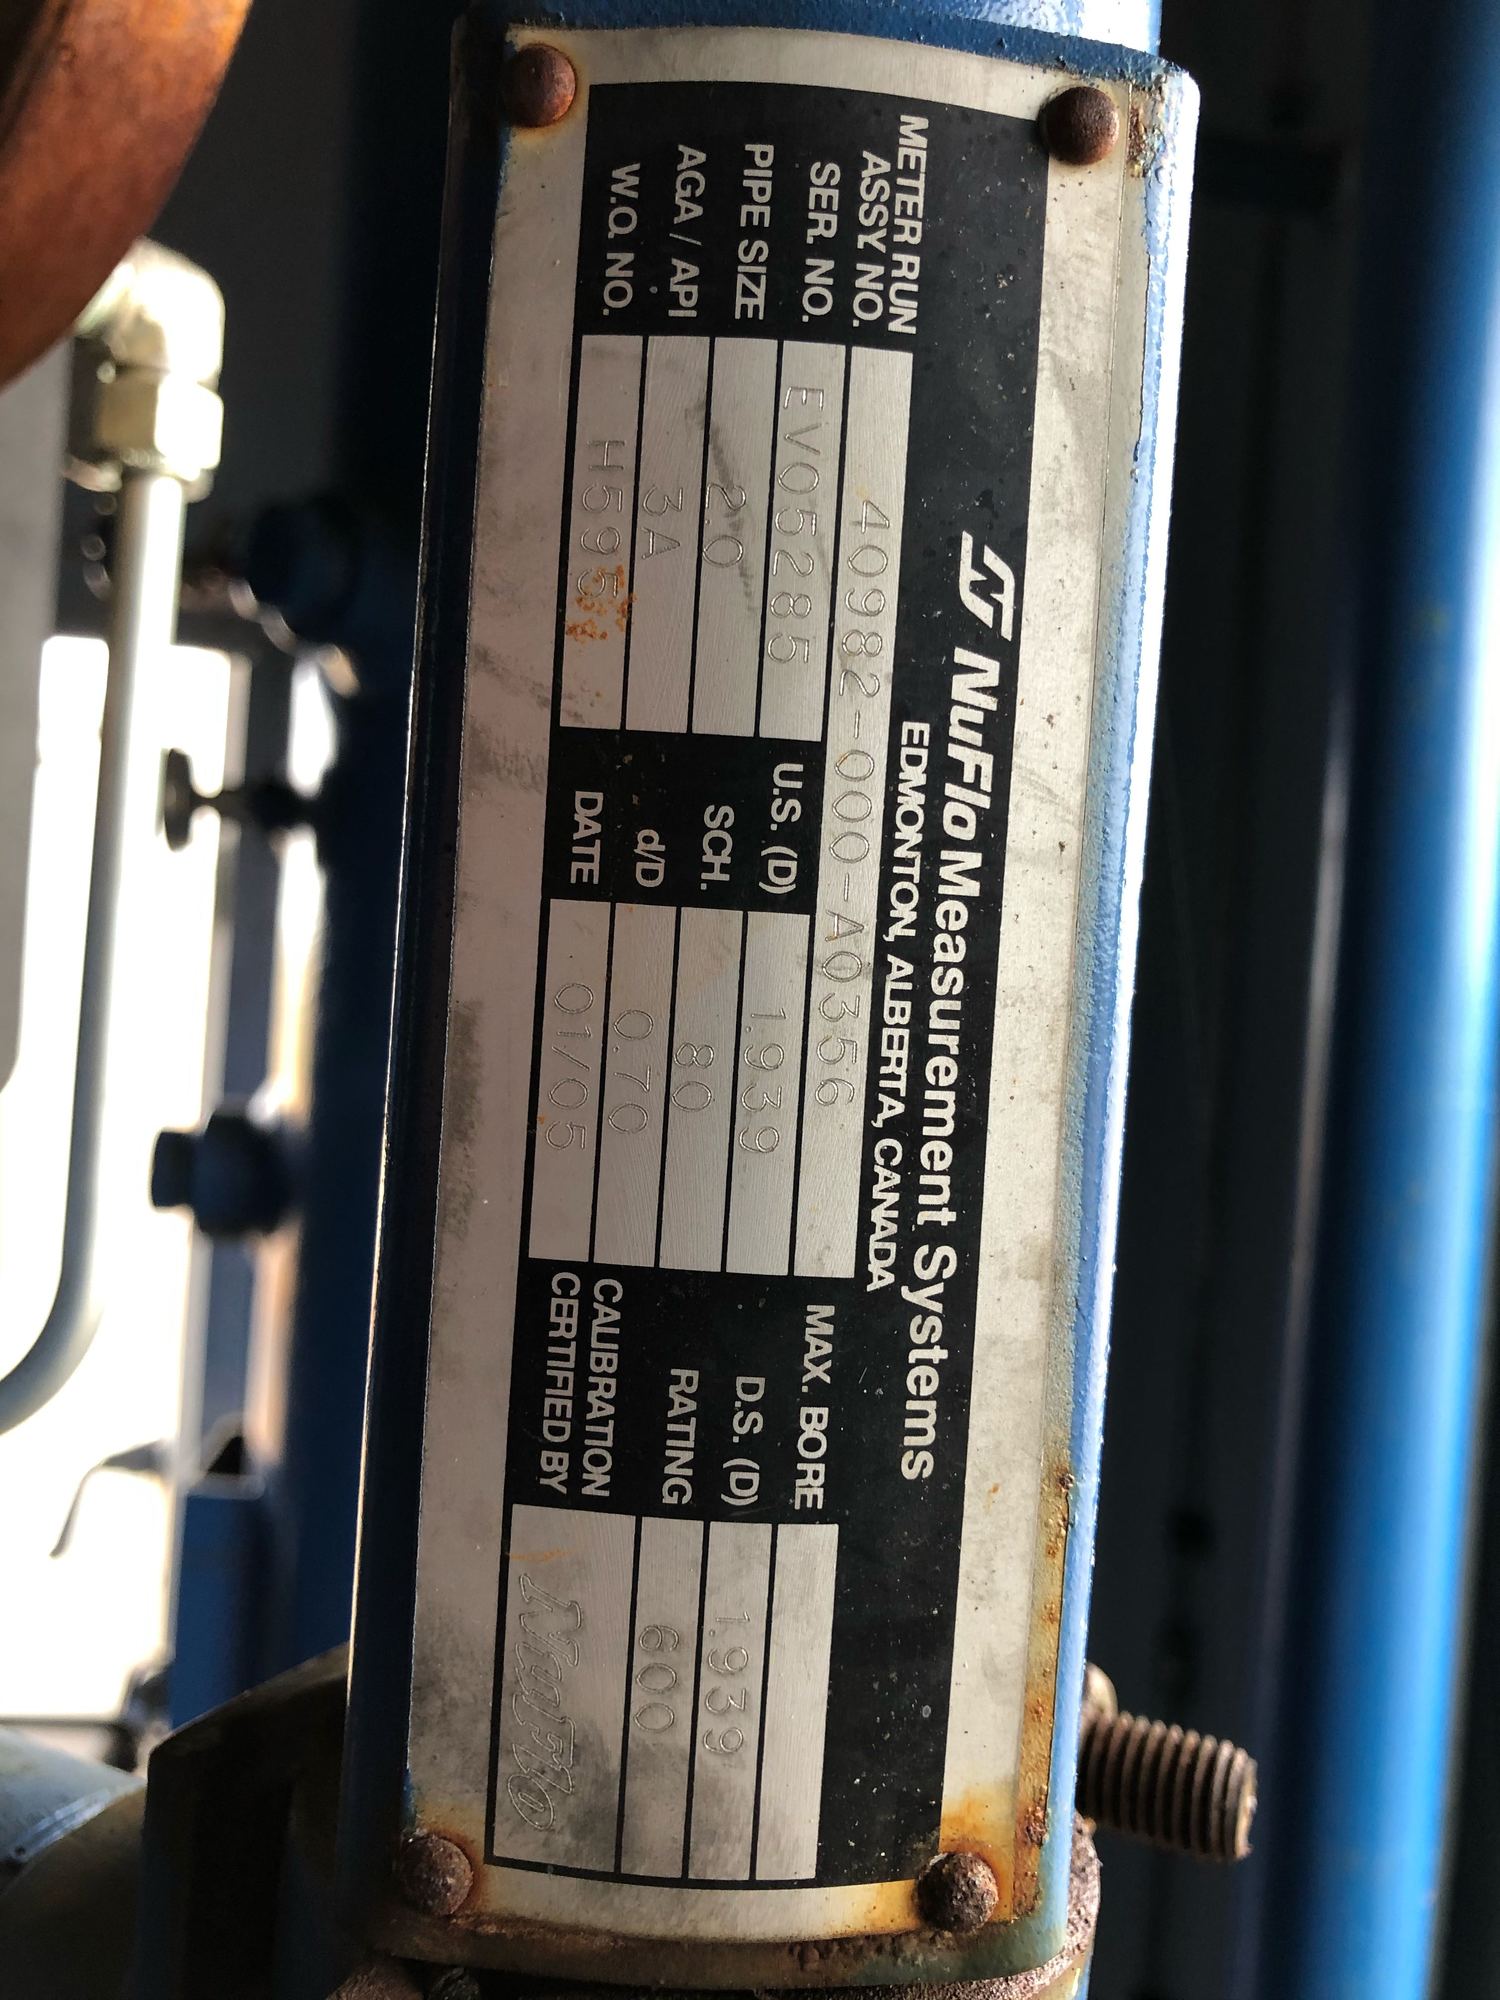 NuFlo Measurement Systems
EDMONTON, ALBERTA, CANADA
METER RUN
ASSY NO. 40982-000-A0356
SER. NO. EV05285 U.S. (D) 1.939 MAX. BORE
PIPE SIZE 2.0 SCH. 80 D.S. (D) 1.939
AGA / API 3A d/D 0.70 RATING 600
W.O. NO. H595 DATE 01/05 CALIBRATION
CERTIFIED BY NuFlo